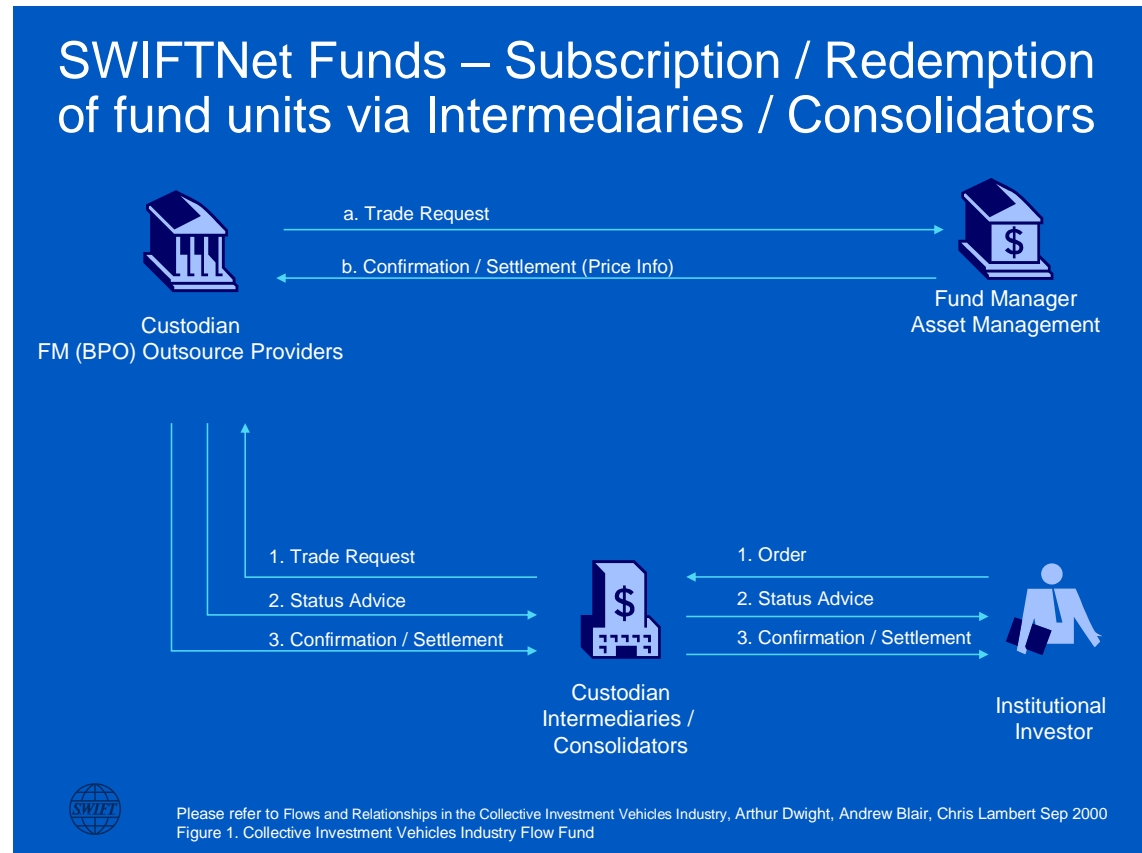 SWIFTNet Funds – Subscription / Redemption
of fund units via Intermediaries / Consolidators
a. Trade Request
$
b. Confirmation / Settlement (Price Info)
Fund Manager
Asset Management
Custodian
FM (BPO) Outsource Providers
1. Trade Request
2. Status Advice
3. Confirmation / Settlement
$
1. Order
2. Status Advice
3. Confirmation / Settlement
Custodian
Intermediaries /
Consolidators
Institutional
Investor
SWIFT
Please refer to Flows and Relationships in the Collective Investment Vehicles Industry, Arthur Dwight, Andrew Blair, Chris Lambert Sep 2000
Figure 1. Collective Investment Vehicles Industry Flow Fund